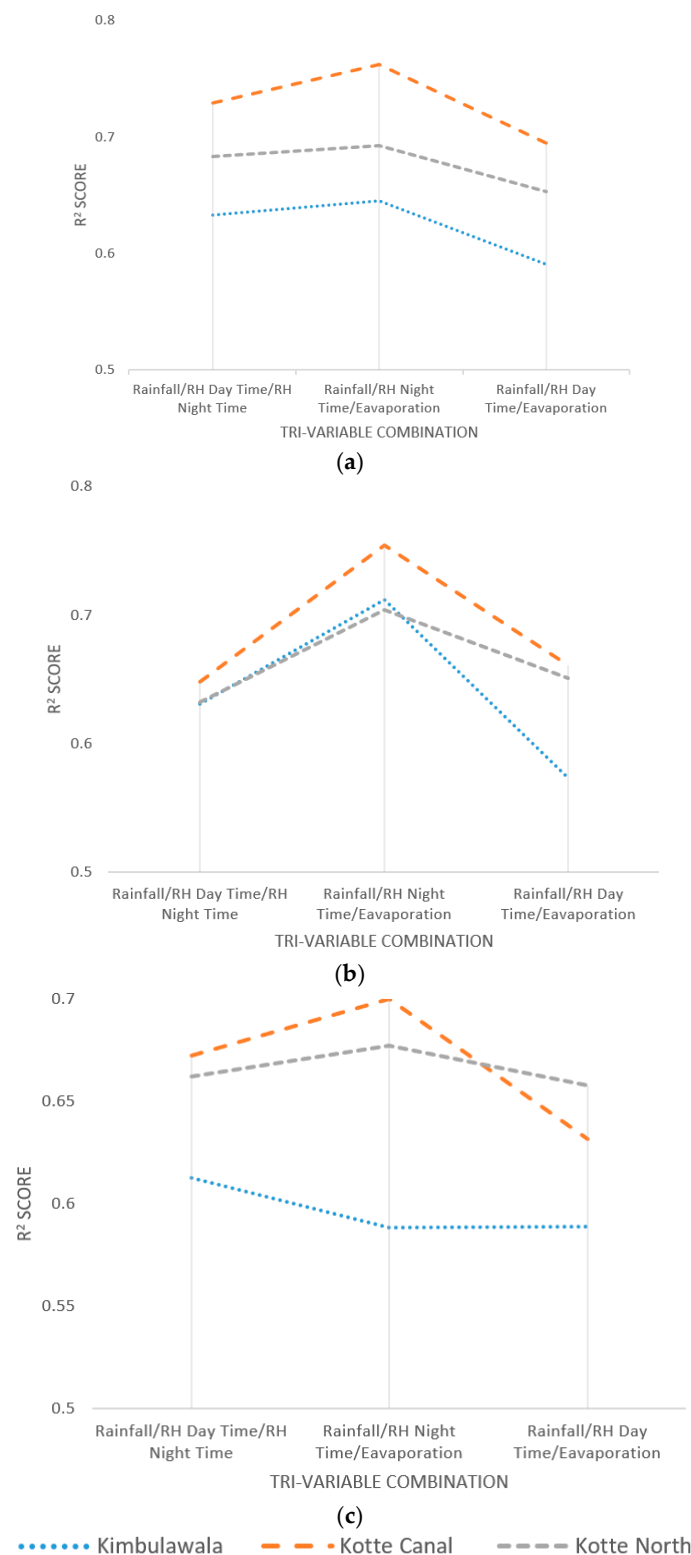 0.8
0.7
0.6
0.5
R² SCORE
Rainfall/RH Day Time/RH
Night Time
Rainfall/RH Night
Time/Eavaporation
Rainfall/RH Day
Time/Eavaporation
TRI-VARIABLE COMBINATION
(a)
0.8
0.7
0.6
0.5
R² SCORE
Rainfall/RH Day Time/RH
Night Time
Rainfall/RH Night
Time/Eavaporation
Rainfall/RH Day
Time/Eavaporation
TRI-VARIABLE COMBINATION
(b)
0.7
0.65
0.6
0.55
0.5
R² SCORE
Rainfall/RH Day Time/RH
Night Time
Rainfall/RH Night
Time/Eavaporation
Rainfall/RH Day
Time/Eavaporation
TRI-VARIABLE COMBINATION
(c)
Kimbulawala Kotte Canal Kotte North